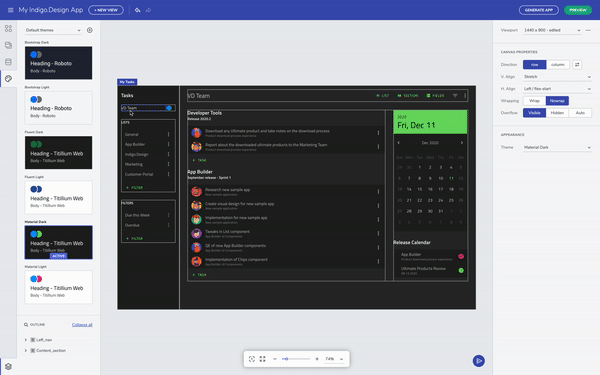 My Indigo.Design App
+ NEW VIEW
GENERATE APP
PREVIEW
Default themes
Bootstrap Dark
Heading - Roboto
Body - Roboto
Bootstrap Light
Heading - Roboto
Body - Roboto
Fluent Dark
Heading - Titillium Web
Body - Titillium Web
Fluent Light
Heading - Titillium Web
Body - Titillium Web
Material Dark
Heading - Titillium Web
Body - Titillium Web
ACTIVE
Material Light
Heading - Titillium Web
Body - Titillium Web
OUTLINE
Collapse all
Left_nav
Content_section
My Tasks
Tasks
VD Team
LISTS
General
App Builder
Indigo.Design
Marketing
Customer Portal
+ FILTER
FILTERS
Due this Week
Overdue
+ FILTER
VD Team
+ LIST
SECTION
FIELDS
Developer Tools
Release 2020.2
Download any Ultimate product and take notes on the download process
Report about the downloaded ultimate products to the Marketing Team
+ TASK
App Builder
September release - Sprint 1
Research new sample app
Create visual design for new sample app
Implementation for new sample app
Tweaks in List component
QE of new App Builder components
Implementation of Chips component
+ TASK
2020
Fri, Dec 11
Dec 2020
Release Calendar
App Builder
Ultimate Products Review
74%
Viewport
1440 x 900 - edited
CANVAS PROPERTIES
Direction
row
column
V. Align:
Stretch
H. Align:
Left / flex-start
Wrapping
Wrap
Nowrap
Overflow
Visible
Hidden
Auto
APPEARANCE
Theme
Material Dark